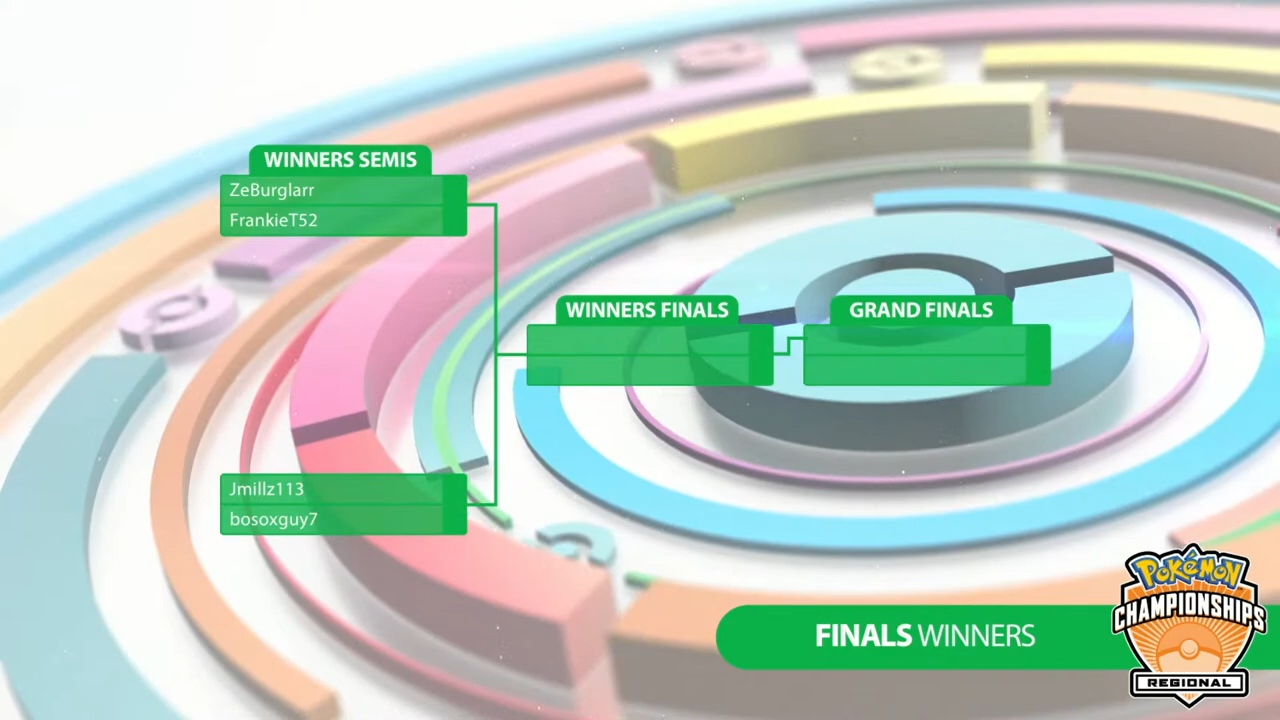 WINNERS SEMIS
ZeBurglarr
FrankieT52
WINNERS FINALS
GRAND FINALS
Jmillz113
bosoxguy7
FINALS WINNERS
Pokémon
CHAMPIONSHIPS
REGIONAL